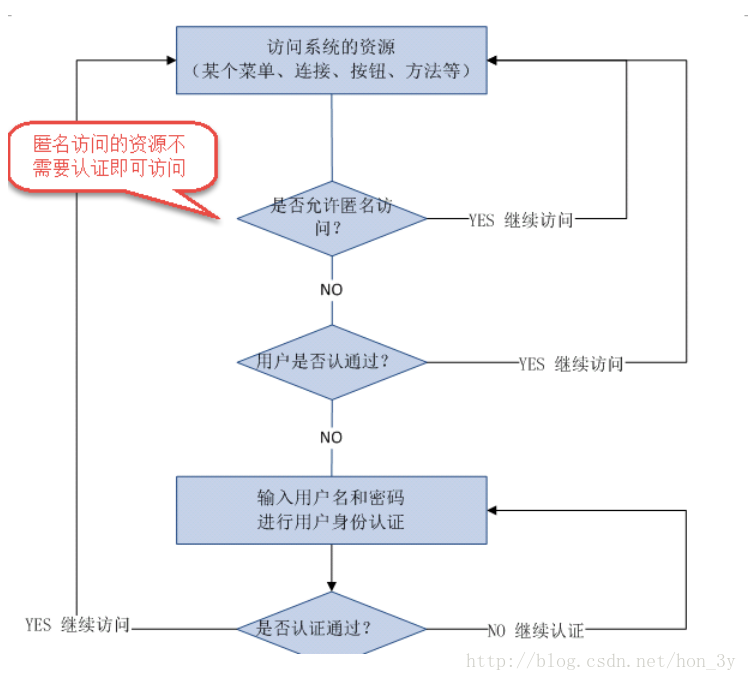 访问系统的资源
（某个菜单、连接、按钮、方法等）
匿名访问的资源不
需要认证即可访问
是否允许匿名访
问？
YES 继续访问
NO
用户是否认通过？
YES 继续访问
NO
输入用户名和密码
进行用户身份认证
YES 继续访问
是否认证通过？
NO 继续认证
http://blog.csdn.net/hon_3y